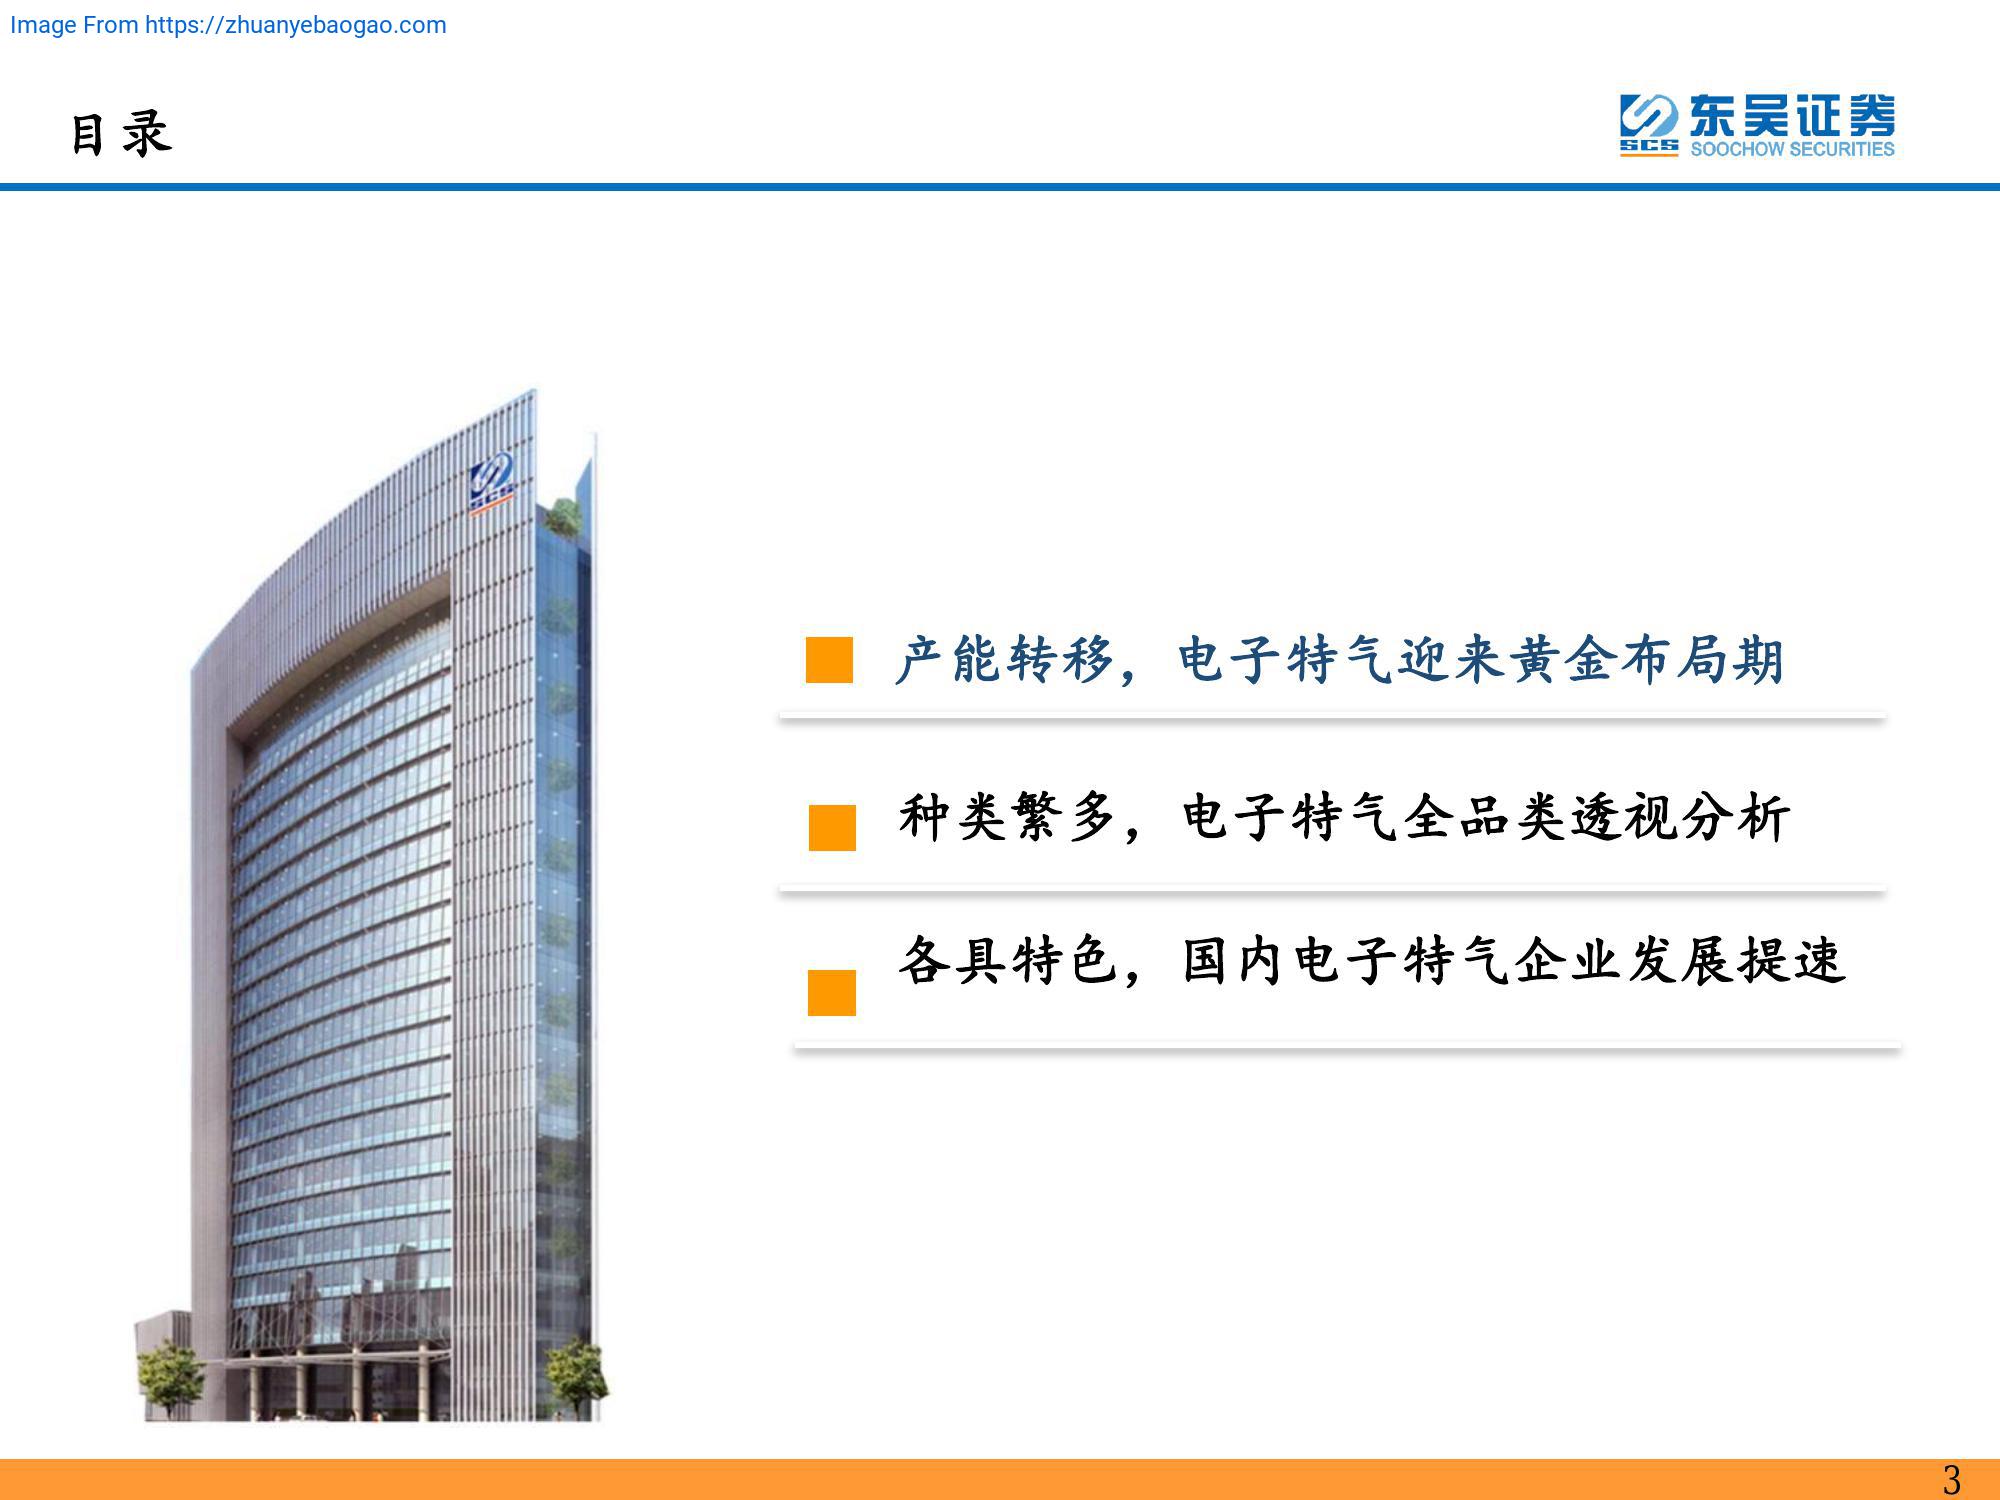 Image From https://zhuanyebaogao.com
目录
东吴证券
SCS
SOOCHOW SECURITIES
SCS
产能转移，电子特气迎来黄金布局期
种类繁多，电子特气全品类透视分析
各具特色，国内电子特气企业发展提速
3